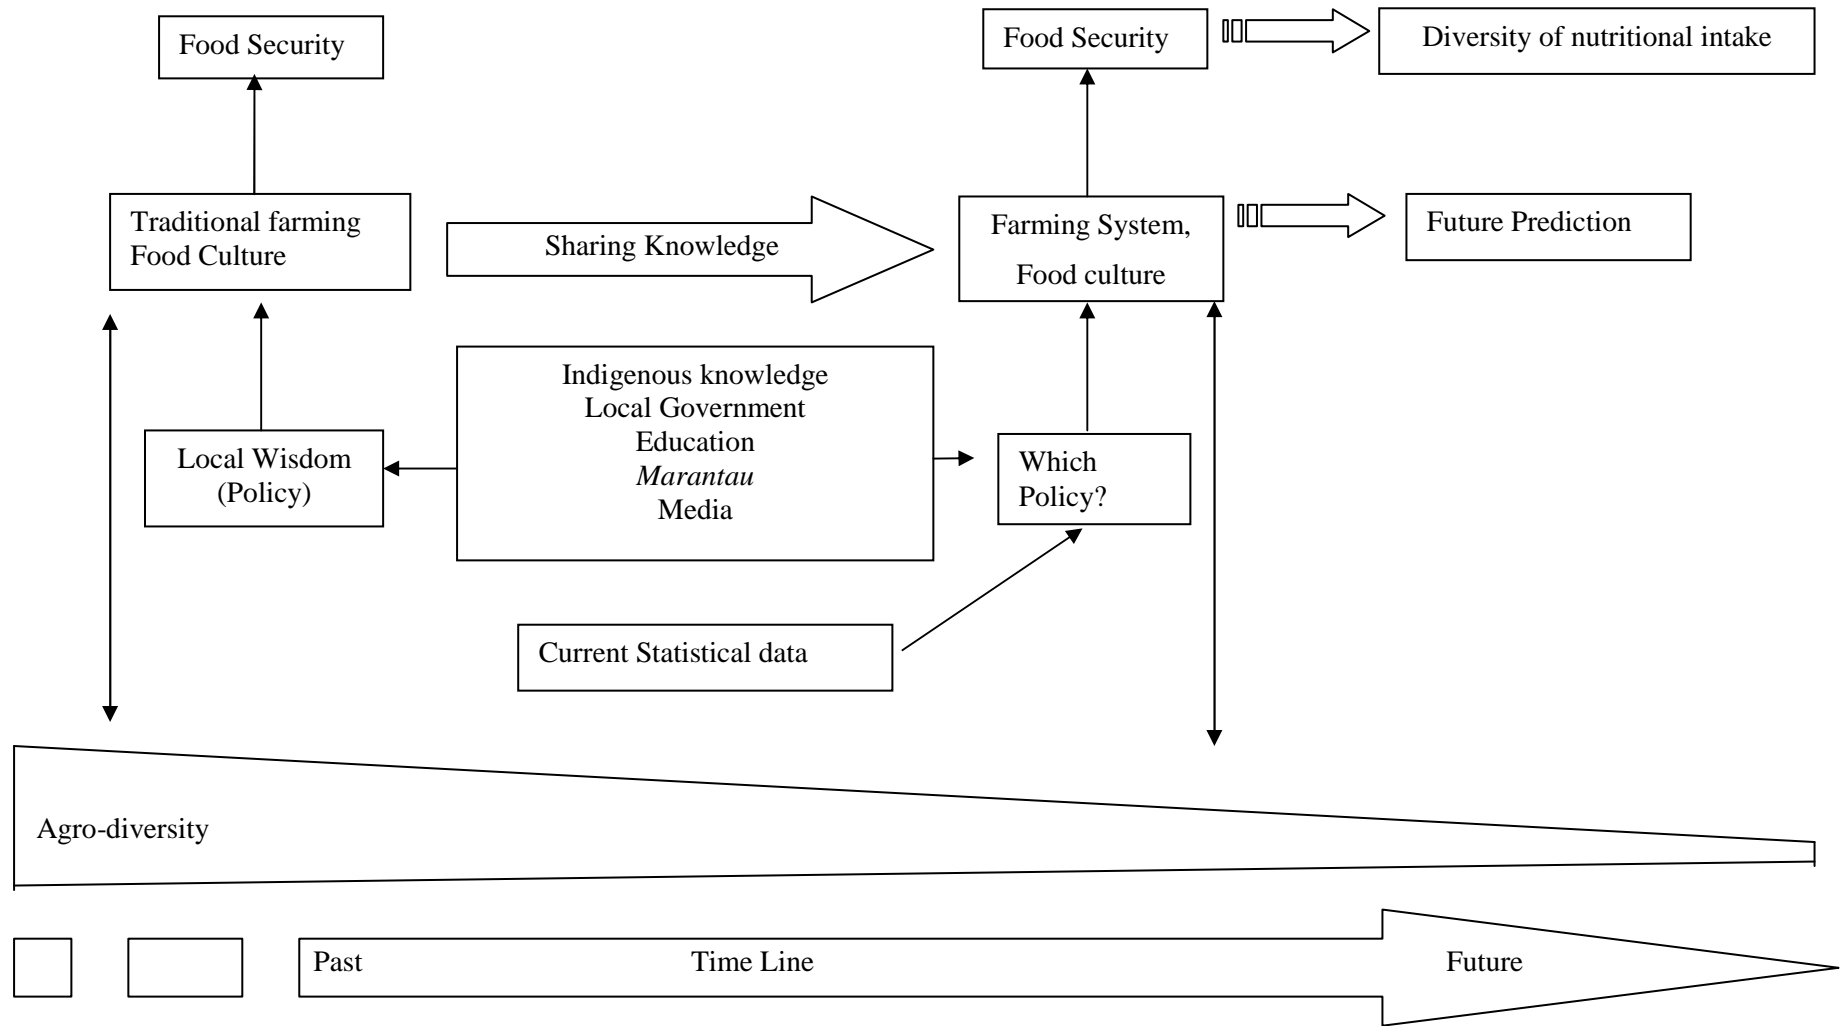 Food Security
Food Security
Diversity of nutritional intake
Traditional farming
Food Culture
Sharing Knowledge
Farming System,
Food culture
Future Prediction
Indigenous knowledge
Local Government
Education
Marantau
Media
Local Wisdom
(Policy)
Which
Policy?
Current Statistical data
Agro-diversity
Past
Time Line
Future